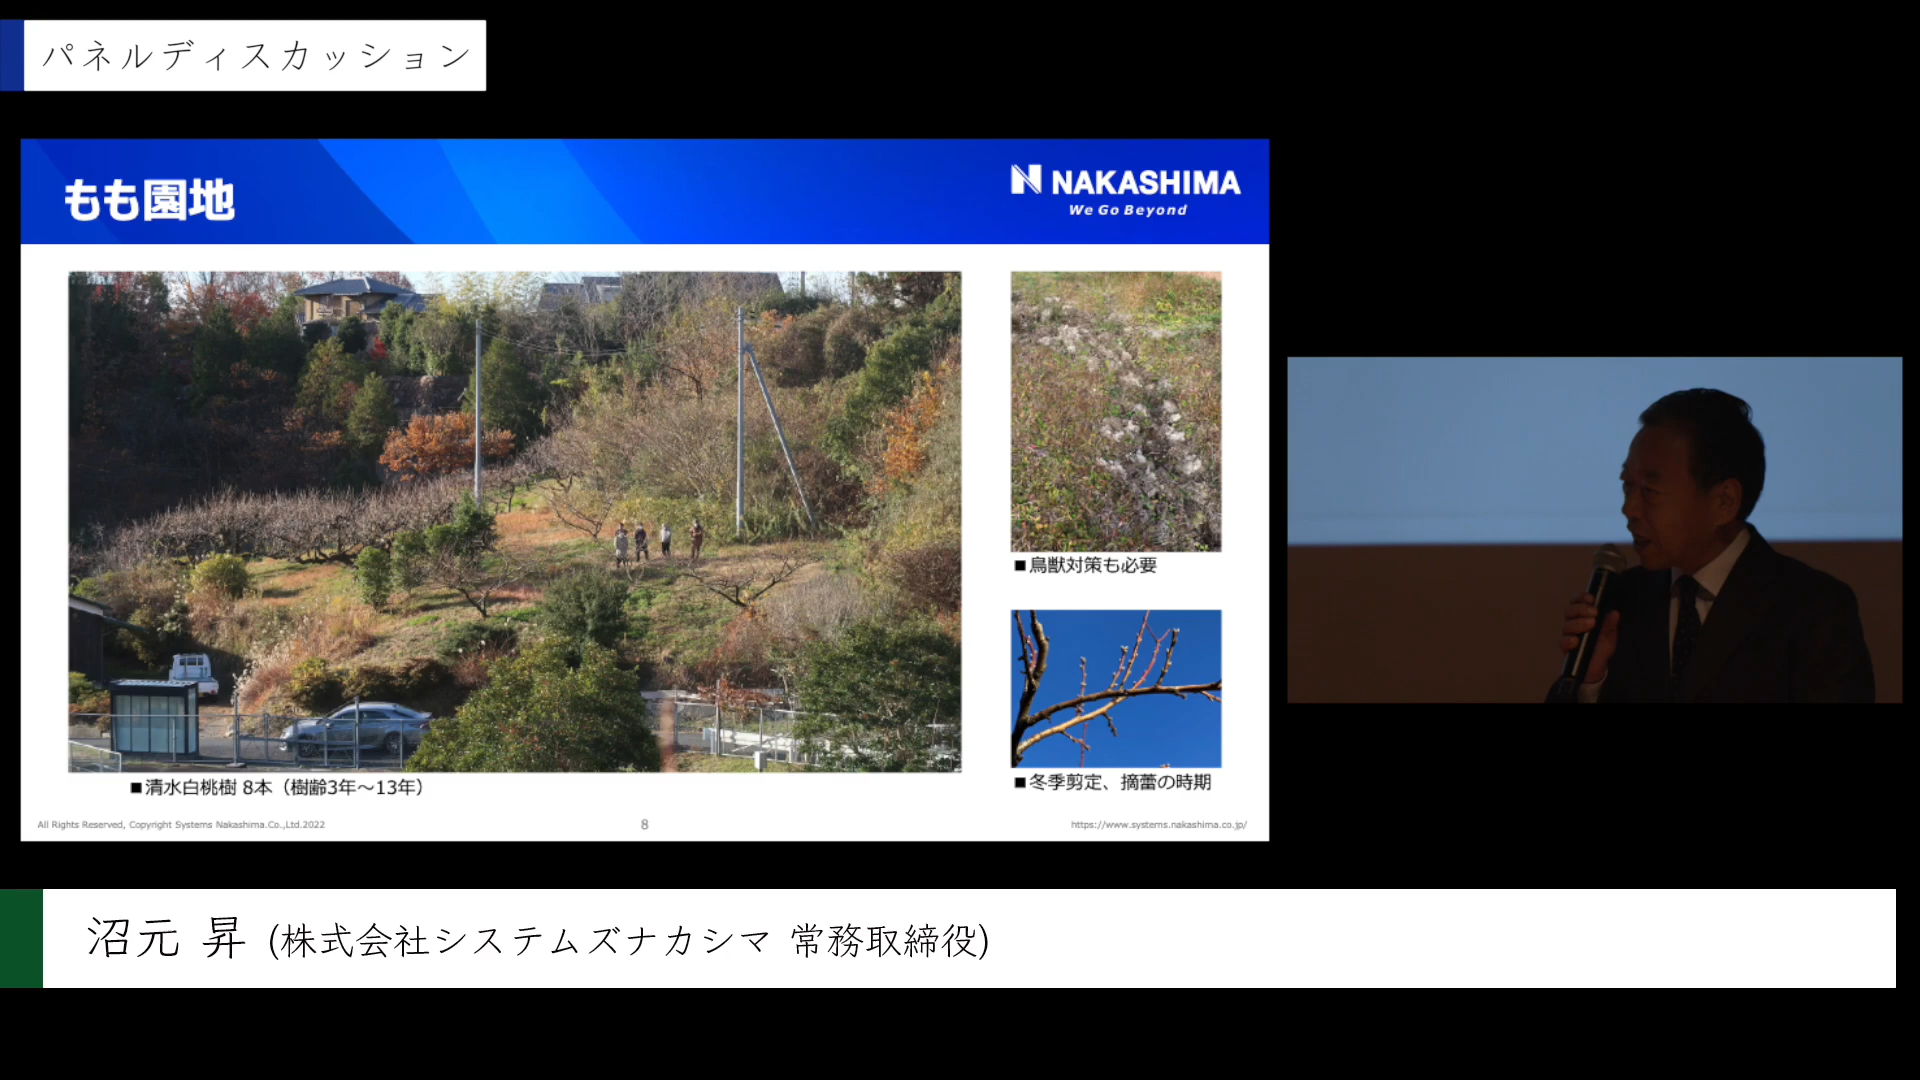 パネルディスカッション
もも園地
NAKASHIMA
We Go Beyond
■鳥獣対策も必要
■清水白桃樹 8本（樹齢3年～13年）
■冬季剪定、摘蕾の時期
All Rights Reserved, Copyright Systems Nakashima.Co.,Ltd.2022
8
https://www.systems.nakashima.co.jp/
沼元 昇 (株式会社システムズナカシマ 常務取締役)